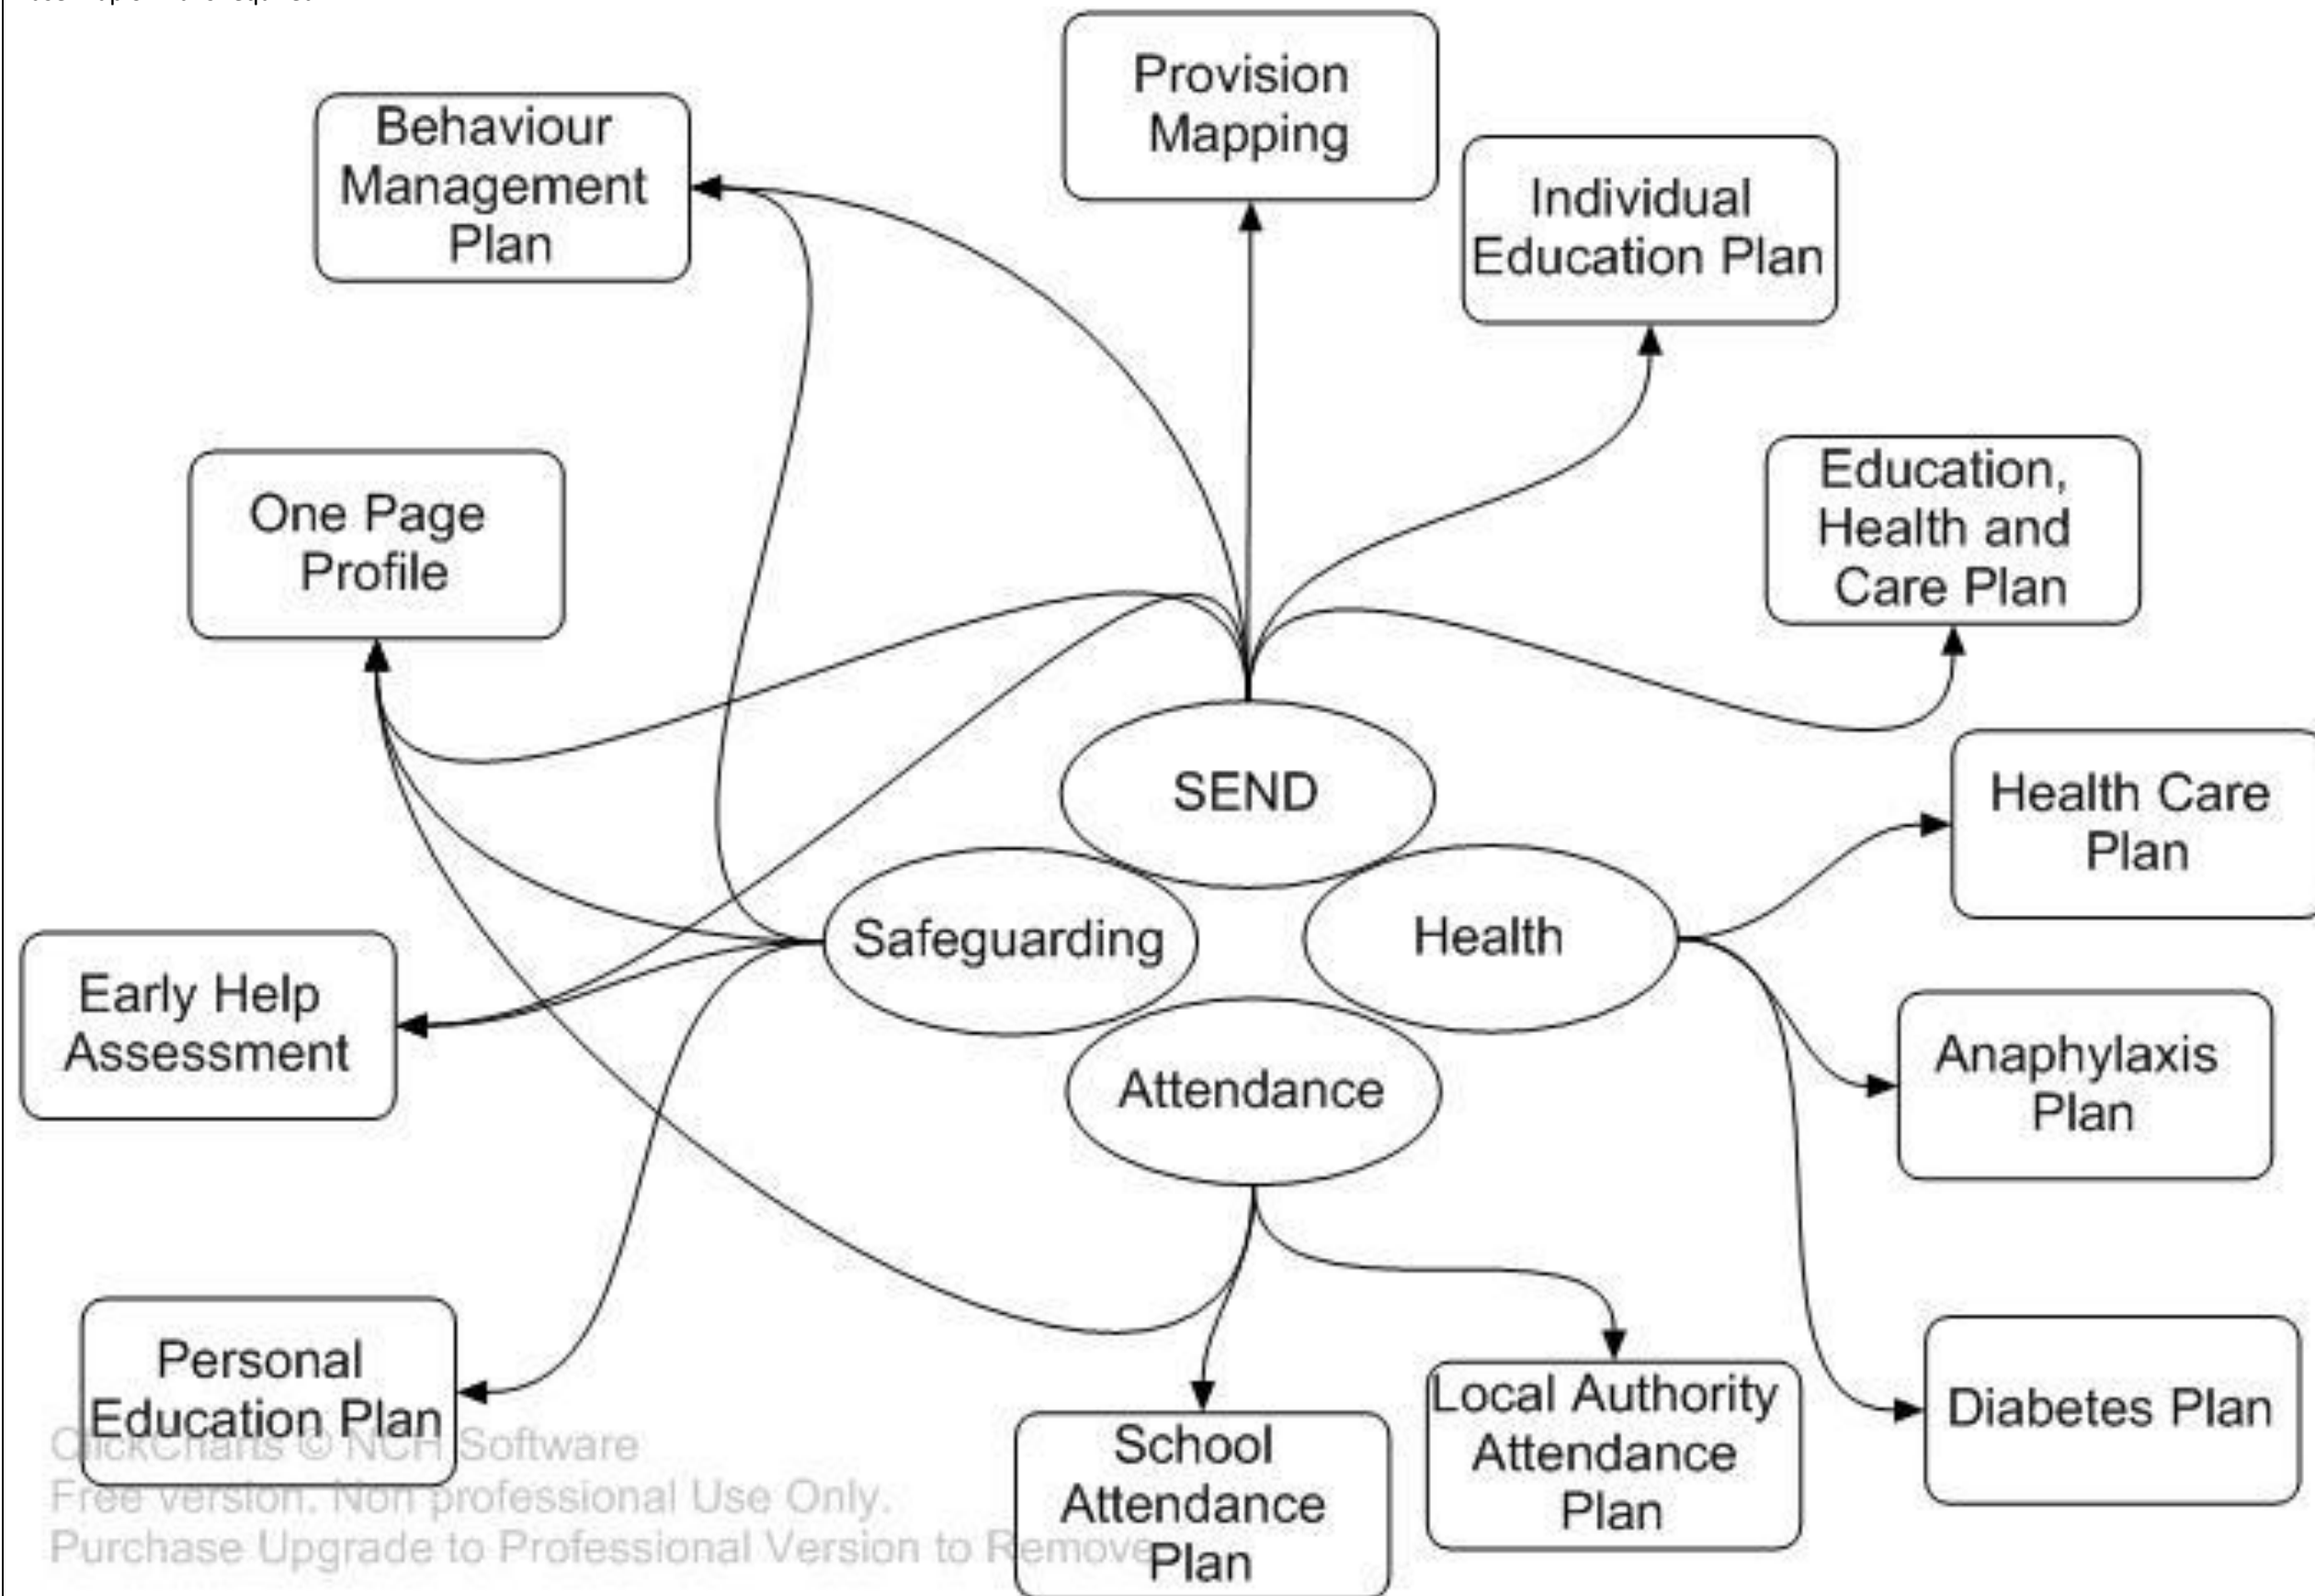 Provision
Mapping
Behaviour
Management
Plan
Individual
Education Plan
One Page
Profile
Education,
Health and
Care Plan
SEND
Health Care
Plan
Safeguarding
Health
Early Help
Assessment
Attendance
Anaphylaxis
Plan
Personal
Education Plan
Local Authority
Attendance
Plan
Diabetes Plan
School
Attendance
Plan
ClickCharts © NCH Software
Free version. Non professional Use Only.
Purchase Upgrade to Professional Version to Remove